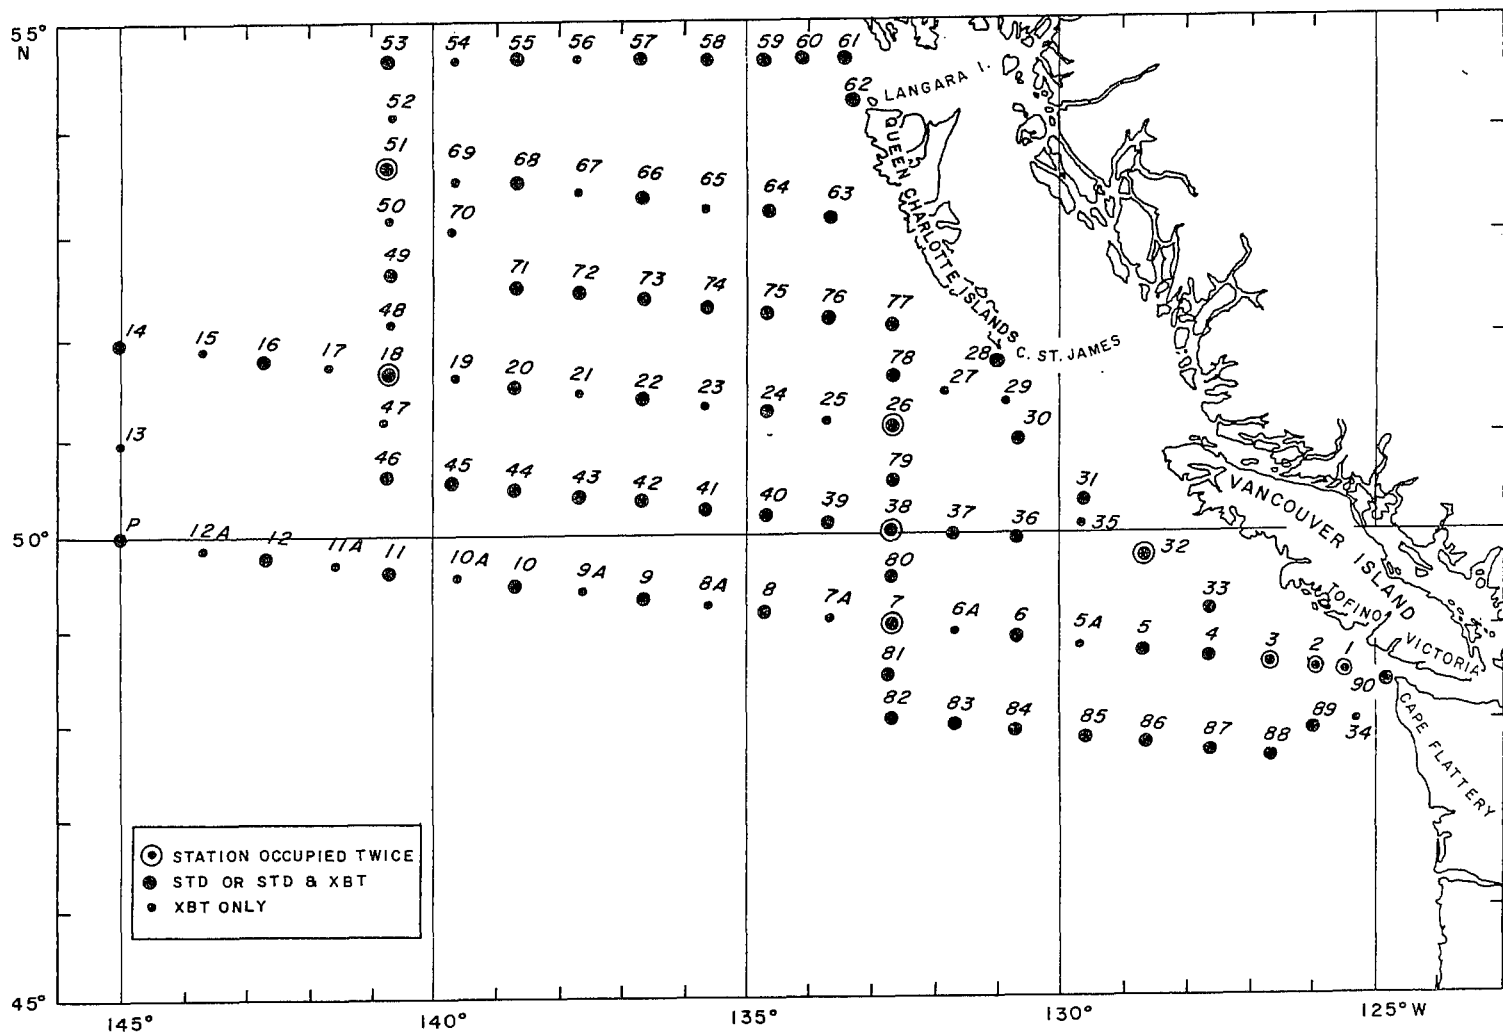 55°
N
53 54 55 56 57 58 59 60 61
62 LANGARA I.
52
51
69 68 67 66 65 64 63
50 70
QUEEN CHARLOTTE ISLANDS
49
71 72 73 74 75 76 77
48
14 15 16 17 18 19 20 21 22 23 24 25 26
78
28 C. ST. JAMES
27 29
30
47
13
46 45 44 43 42 41 40 39 38 37 36
79
31
35
VANCOUVER ISLAND
50°
P 12A 12 11A 11 10A 10 9A 9 8A 8 7A 7 6A 6 5A 5 4 3 2 1
80
32
33
TOFINO
VICTORIA
90
81
82 83 84 85 86 87 88 89 34
CAPE FLATTERY
STATION OCCUPIED TWICE
STD OR STD & XBT
XBT ONLY
45°
145° 140° 135° 130° 125° W